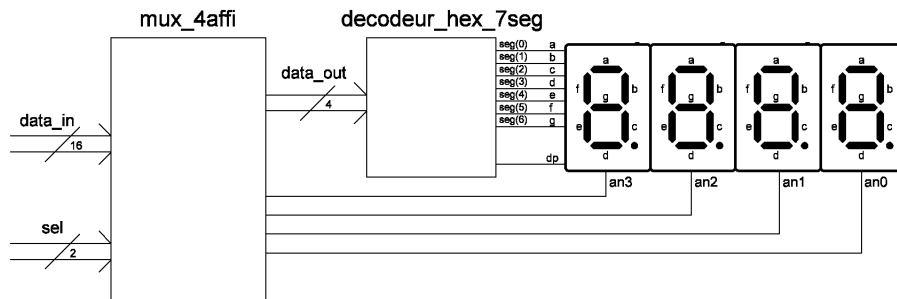 mux_4affi
decodeur_hex_7seg
data_in
16
sel
2
data_out
4
seg(0) a
seg(1) b
seg(2) c
seg(3) d
seg(4) e
seg(5) f
seg(6) g
dp
a
f b
g
e c
d
a
f b
g
e c
d
a
f b
g
e c
d
a
f b
g
e c
d
an3 an2 an1 an0